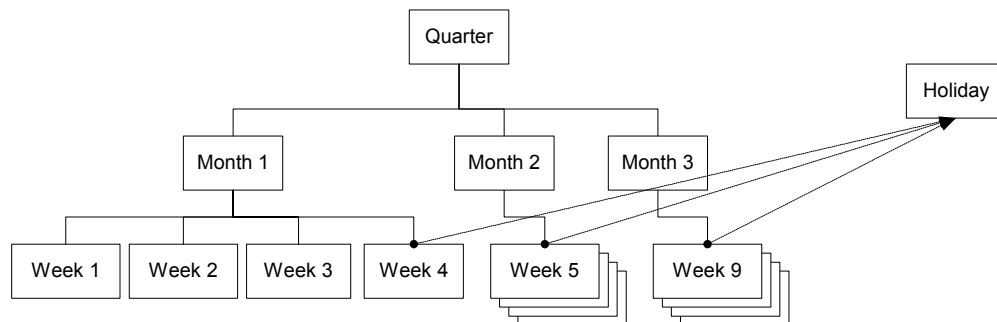 Quarter
Holiday
Month 1
Month 2
Month 3
Week 1
Week 2
Week 3
Week 4
Week 5
Week 9